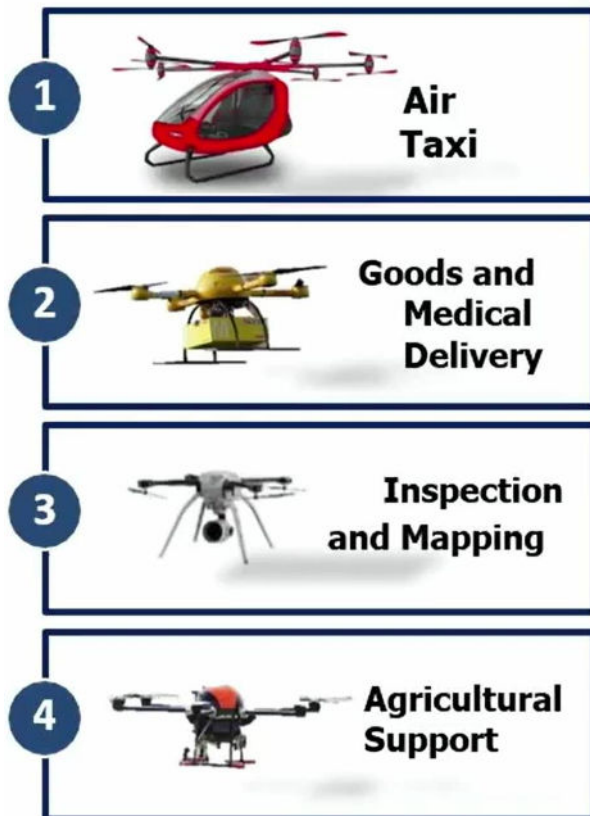 1
Air
Taxi
2
Goods and
Medical
Delivery
3
Inspection
and Mapping
4
Agricultural
Support